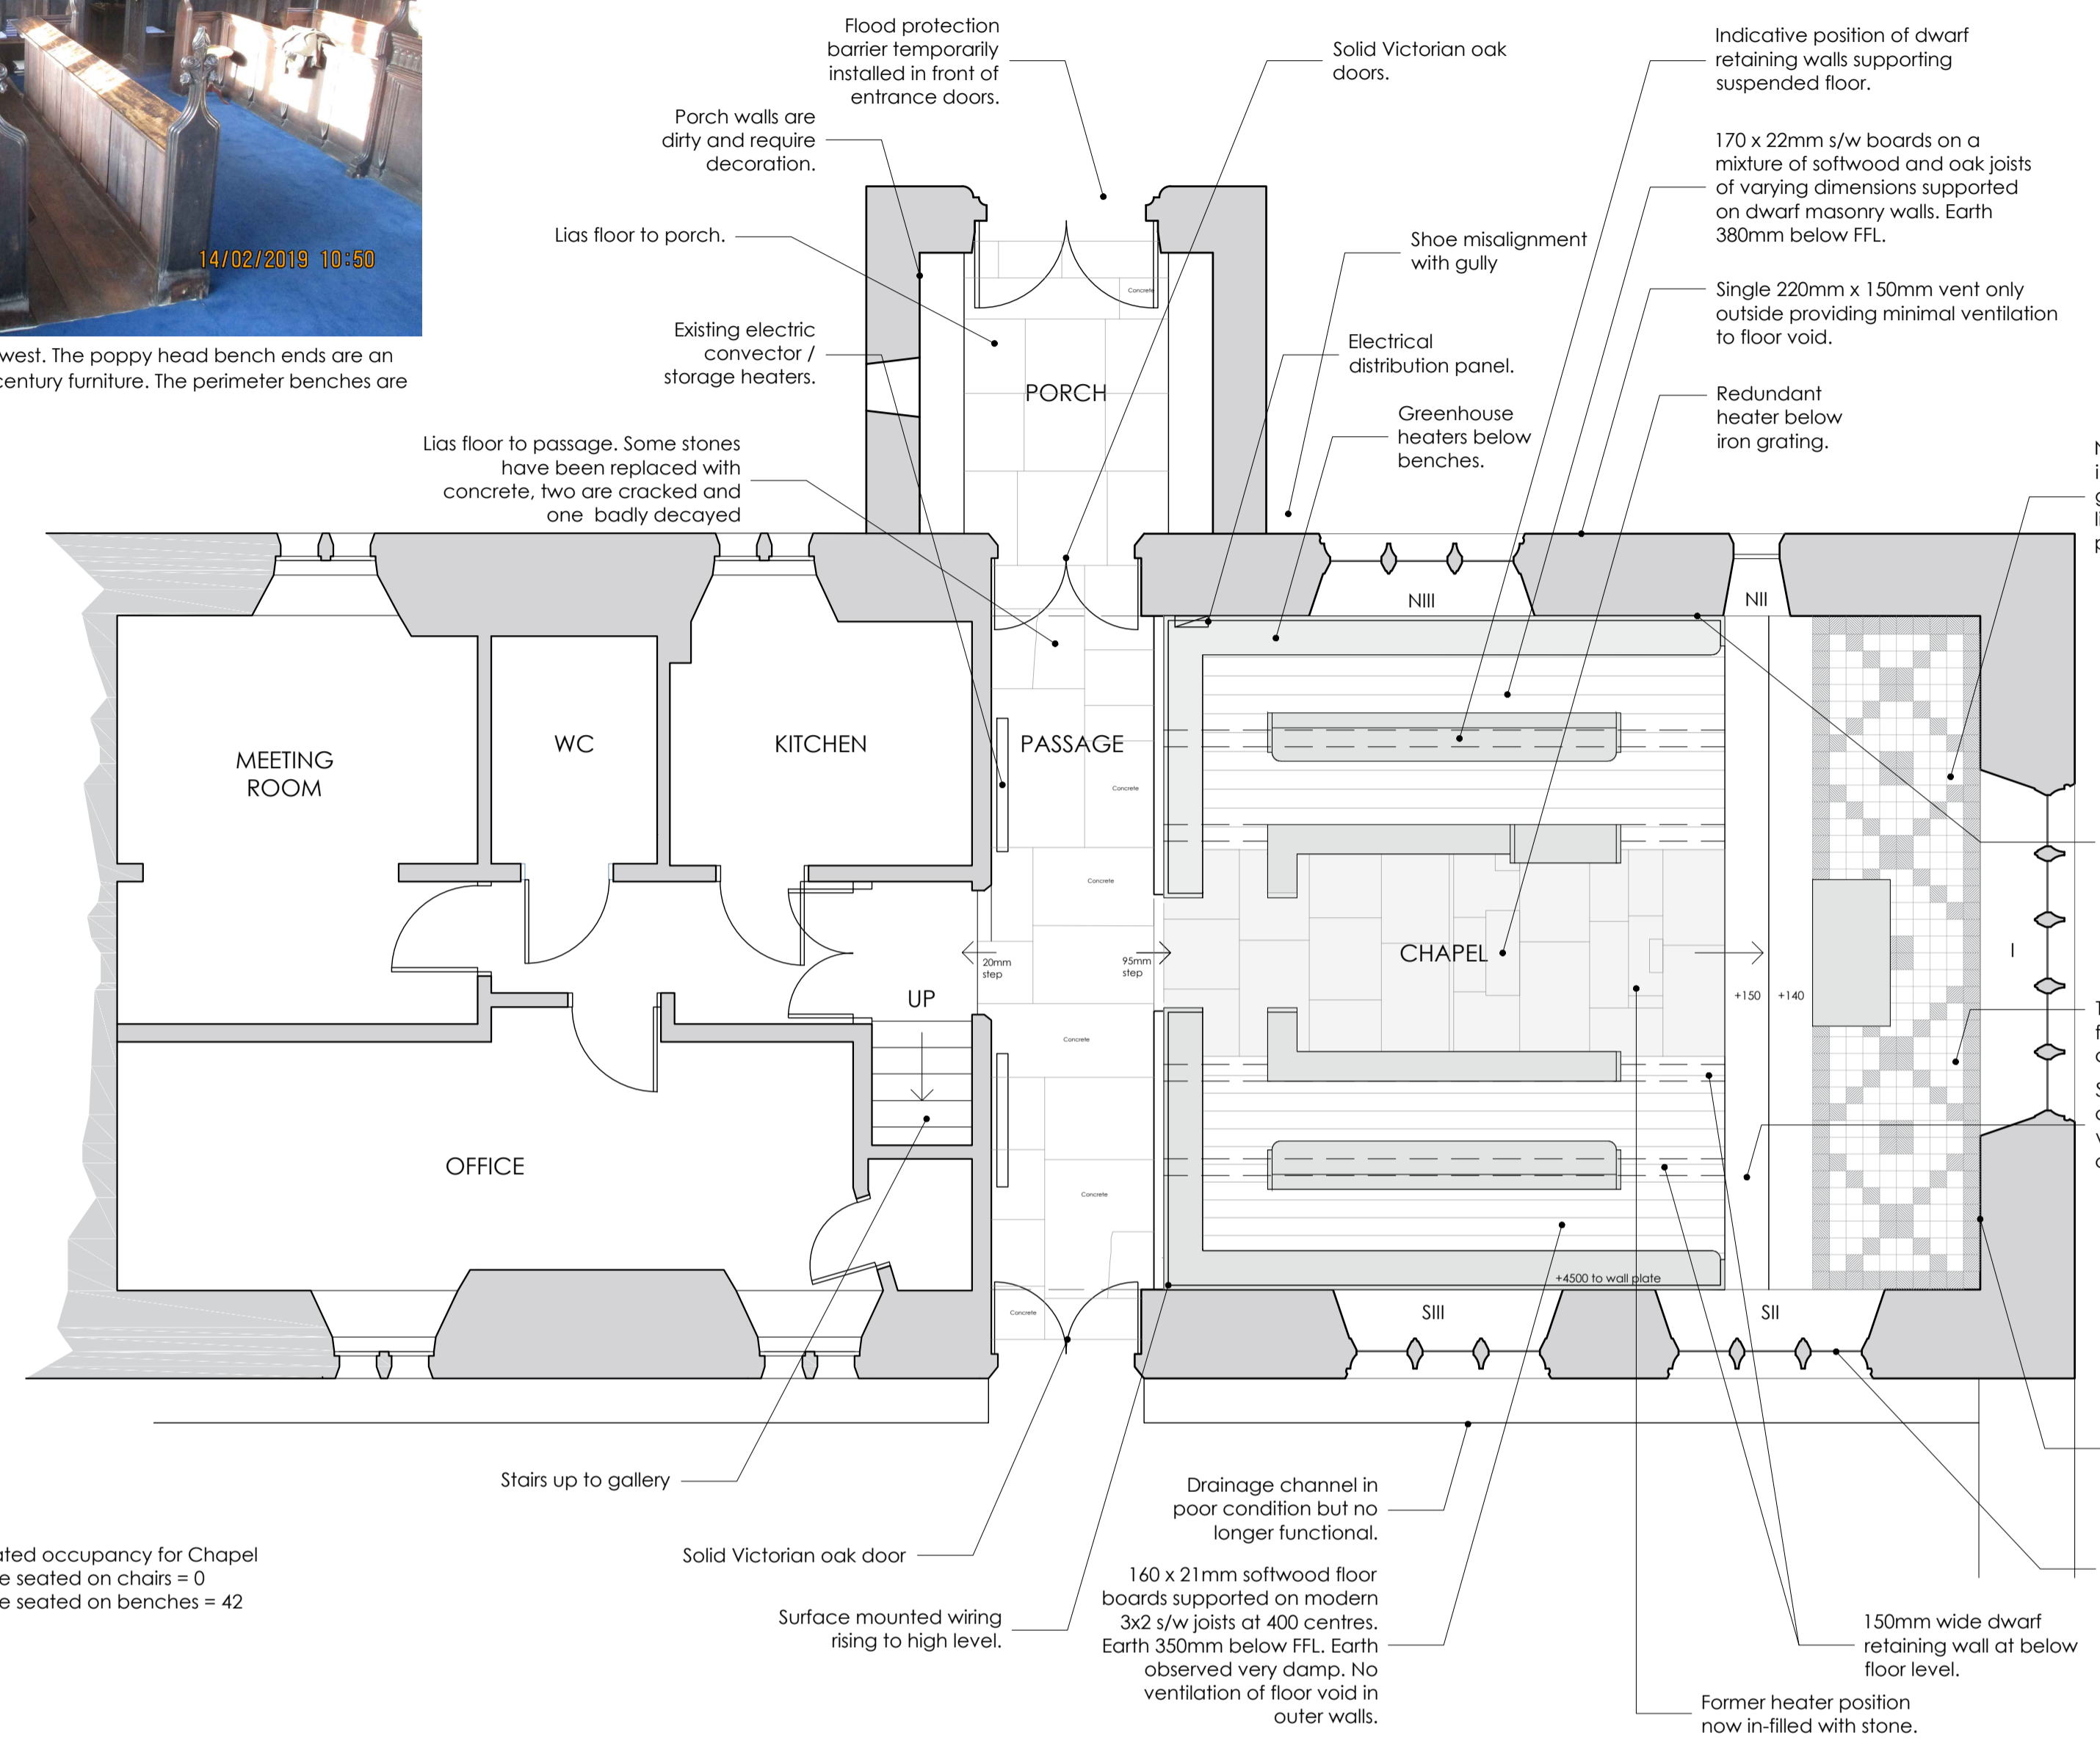 14/02/2019 10:50
west. The poppy head bench ends are an
century furniture. The perimeter benches are
Flood protection
barrier temporarily
installed in front of
entrance doors.
Porch walls are
dirty and require
decoration.
Lias floor to porch.
Existing electric
convector /
storage heaters.
Lias floor to passage. Some stones
have been replaced with
concrete, two are cracked and
one badly decayed
Solid Victorian oak
doors.
Shoe misalignment
with gully
Electrical
distribution panel.
Greenhouse
heaters below
benches.
Indicative position of dwarf
retaining walls supporting
suspended floor.
170 x 22mm s/w boards on a
mixture of softwood and oak joists
of varying dimensions supported
on dwarf masonry walls. Earth
380mm below FFL.
Single 220mm x 150mm vent only
outside providing minimal ventilation
to floor void.
Redundant
heater below
iron grating.
Concrete
PORCH
NIII
NII
MEETING
ROOM
WC
KITCHEN
PASSAGE
Concrete
Concrete
20mm
step
95mm
step
CHAPEL
I
UP
+150
+140
Concrete
OFFICE
Concrete
+4500 to wall plate
Concrete
SIII
SII
Stairs up to gallery
Solid Victorian oak door
Surface mounted wiring
rising to high level.
Drainage channel in
poor condition but no
longer functional.
160 x 21mm softwood floor
boards supported on modern
3x2 s/w joists at 400 centres.
Earth 350mm below FFL. Earth
observed very damp. No
ventilation of floor void in
outer walls.
150mm wide dwarf
retaining wall at below
floor level.
Former heater position
now in-filled with stone.
occupancy for Chapel
seated on chairs = 0
seated on benches = 42